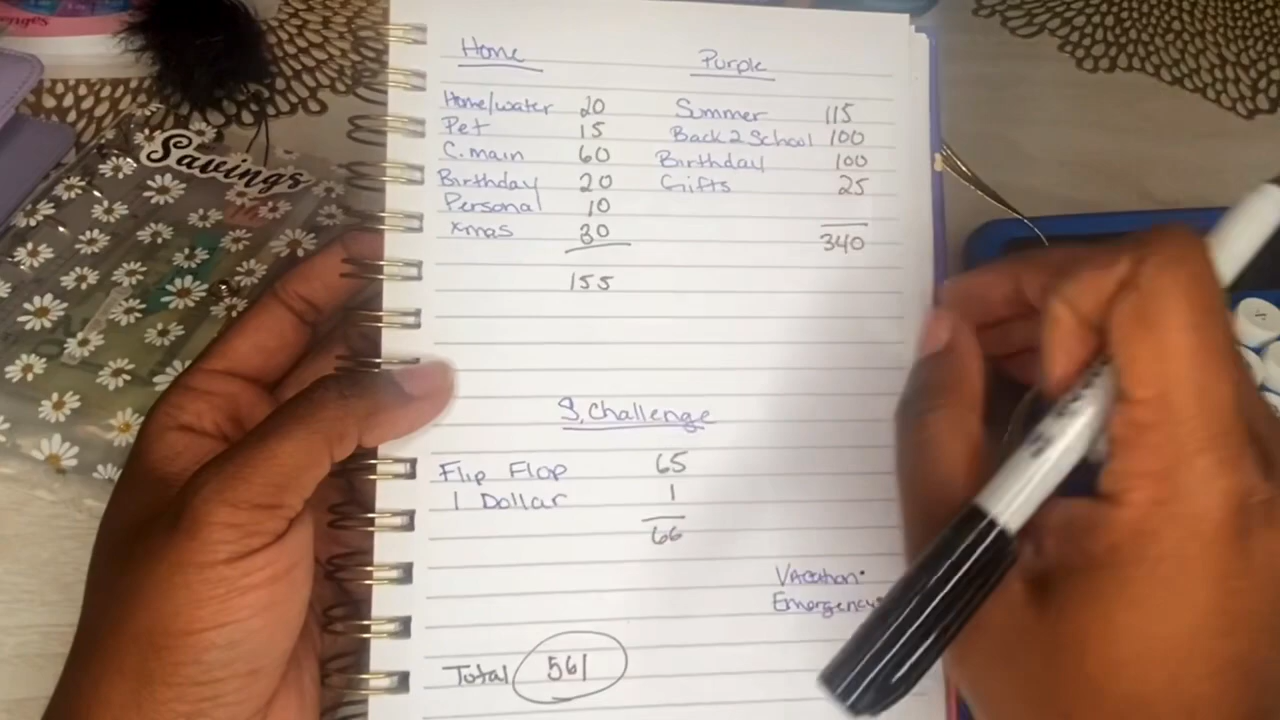 enges
Savings
Home
Home/water 20
Pet 15
C.main 60
Birthday 20
Personal 10
Xmas 30
155
Purple
Summer 115
Back 2 School 100
Birthday 100
Gifts 25
340
S. Challenge
Flip Flop 65
1 Dollar 1
66
Vacation
Emergency
Total 561